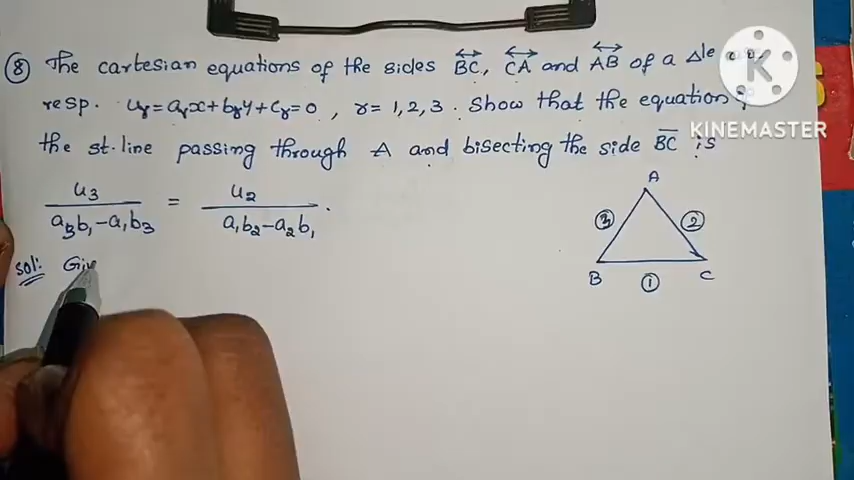 ⑧ The cartesian equations of the sides BC, CA and AB of a Δle
resp. uᵣ=aᵣx+bᵣy+cᵣ=0, r=1,2,3. Show that the equation
the st.line passing through A and bisecting the side BC is
u₃/(a₃b₁-a₁b₃) = u₂/(a₁b₂-a₂b₁).
sol: Giv
A
③ ②
B ① C
K
KINEMASTER